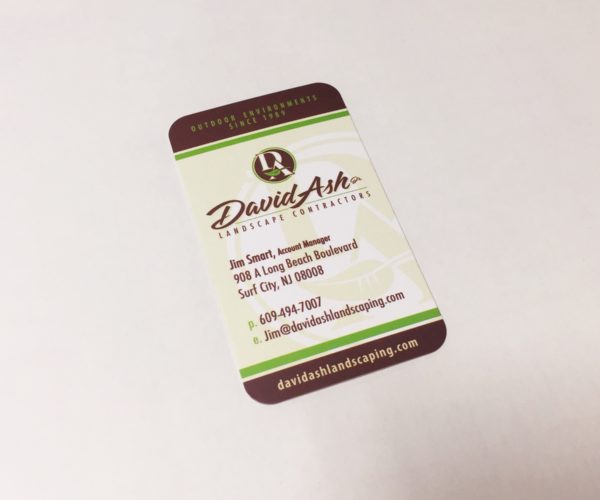 OUTDOOR ENVIRONMENTS
SINCE 1989
DA
David Ash
LANDSCAPE CONTRACTORS
Jim Smart, Account Manager
908 A Long Beach Boulevard
Surf City, NJ 08008
p. 609-494-7007
e. Jim@davidashlandscaping.com
davidashlandscaping.com